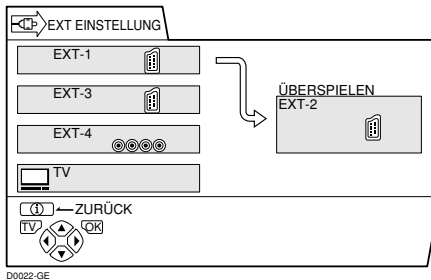 EXT EINSTELLUNG
EXT-1
EXT-3
EXT-4
TV
ÜBERSPIELEN
EXT-2
ZURÜCK
TV OK
D0022-GE